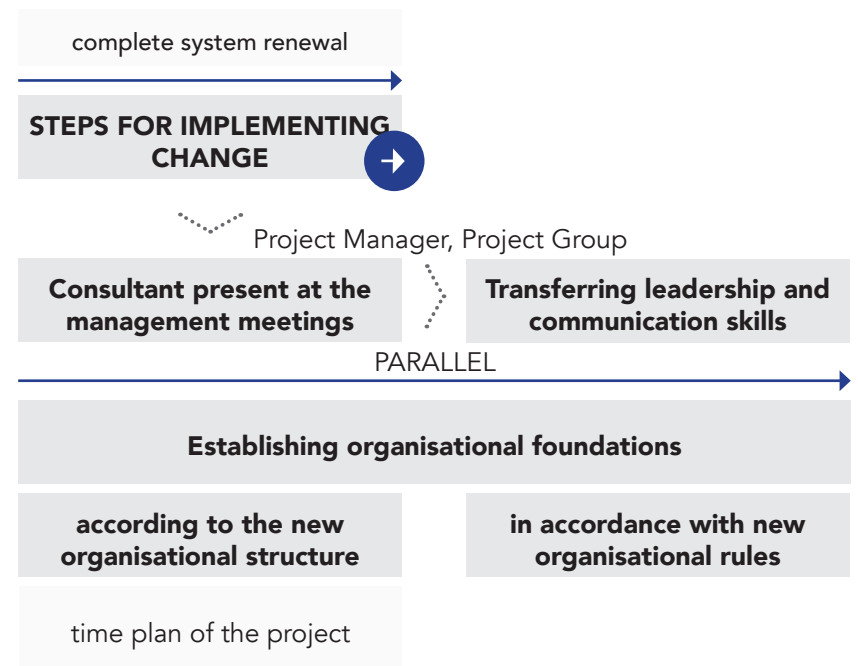 complete system renewal
STEPS FOR IMPLEMENTING
CHANGE
Project Manager, Project Group
Consultant present at the
management meetings
Transferring leadership and
communication skills
PARALLEL
Establishing organisational foundations
according to the new
organisational structure
in accordance with new
organisational rules
time plan of the project